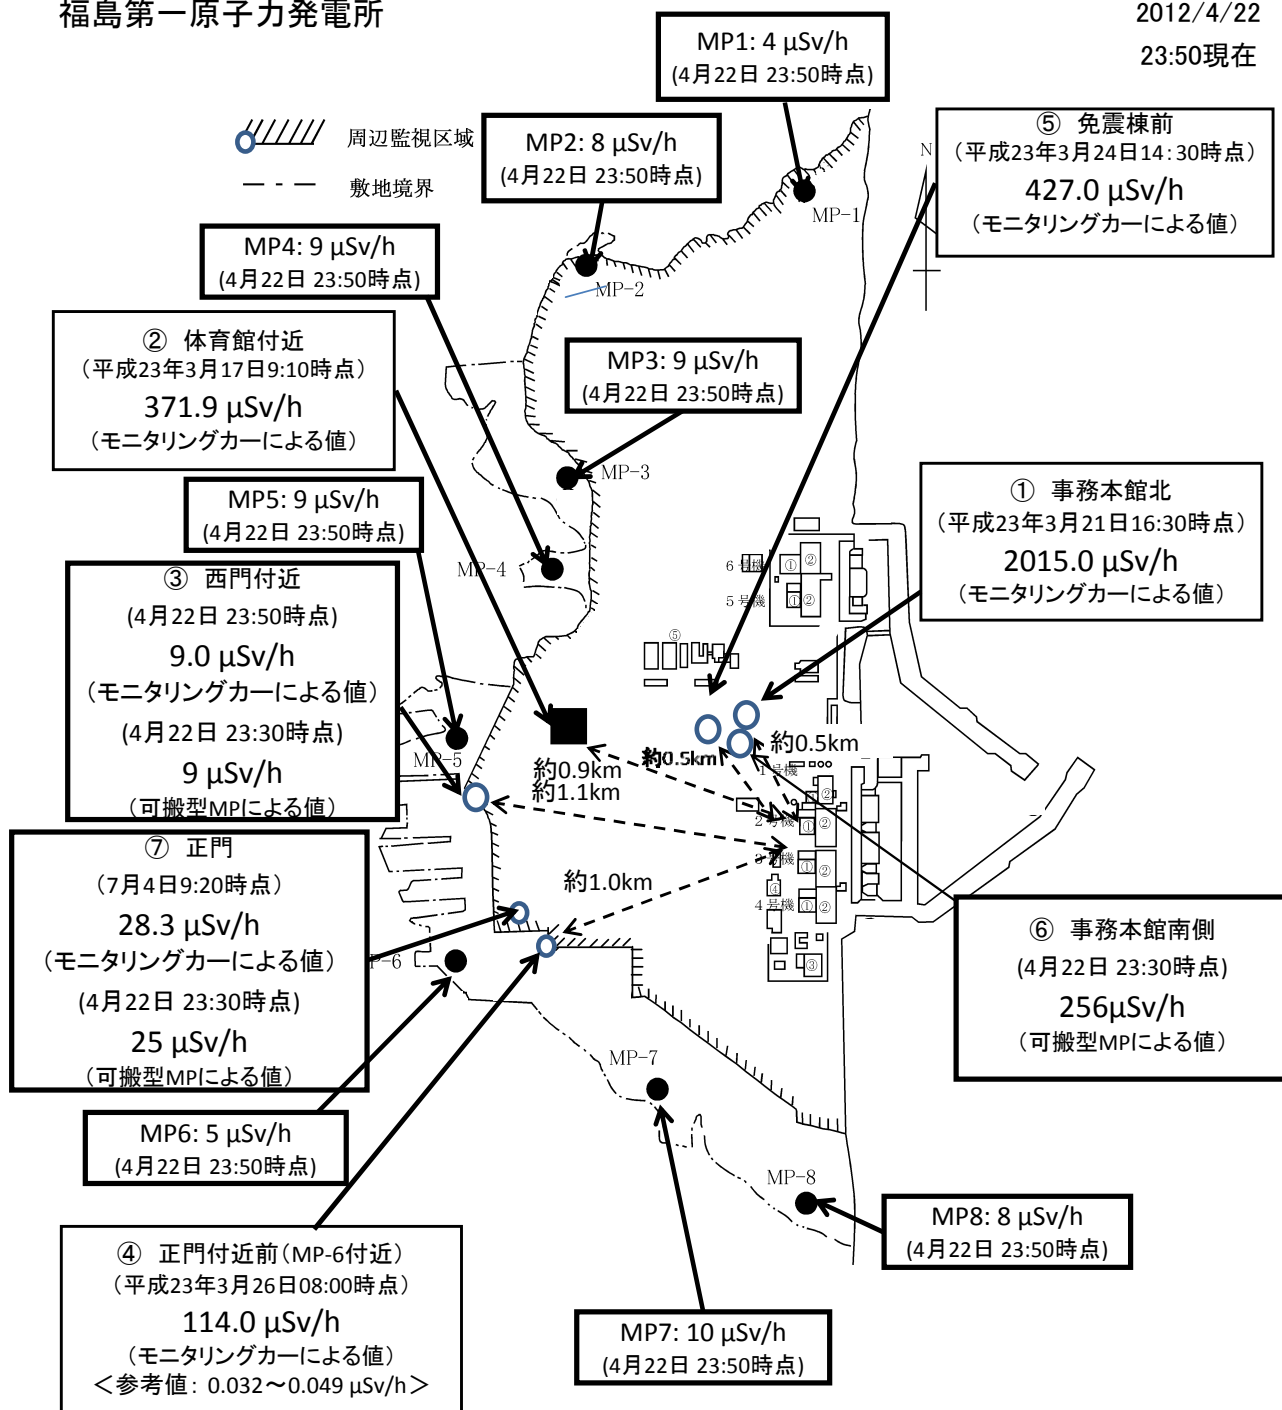 福島第一原子力発電所
2012/4/22
23:50現在
MP1: 4 μSv/h
(4月22日 23:50時点)
周辺監視区域
敷地境界
MP2: 8 μSv/h
(4月22日 23:50時点)
⑤ 免震棟前
（平成23年3月24日14:30時点）
427.0 μSv/h
（モニタリングカーによる値）
N
MP-1
MP4: 9 μSv/h
(4月22日 23:50時点)
MP-2
② 体育館付近
（平成23年3月17日9:10時点）
371.9 μSv/h
（モニタリングカーによる値）
MP3: 9 μSv/h
(4月22日 23:50時点)
MP-3
MP5: 9 μSv/h
(4月22日 23:50時点)
① 事務本館北
（平成23年3月21日16:30時点）
2015.0 μSv/h
（モニタリングカーによる値）
MP-4
6号機
①
②
5号機
①
②
③ 西門付近
(4月22日 23:50時点)
9.0 μSv/h
（モニタリングカーによる値）
(4月22日 23:30時点)
9 μSv/h
（可搬型MPによる値）
⑤
MP-5
約0.9km
約1.1km
約0.5km
約0.5km
1号機
②
2号機
①
②
3号機
①
②
④
4号機
①
②
③
約1.0km
⑦ 正門
(7月4日9:20時点)
28.3 μSv/h
（モニタリングカーによる値）
(4月22日 23:30時点)
25 μSv/h
（可搬型MPによる値）
P-6
⑥ 事務本館南側
(4月22日 23:30時点)
256μSv/h
（可搬型MPによる値）
MP-7
MP6: 5 μSv/h
(4月22日 23:50時点)
MP-8
MP8: 8 μSv/h
(4月22日 23:50時点)
④ 正門付近前（MP-6付近）
（平成23年3月26日08:00時点）
114.0 μSv/h
（モニタリングカーによる値）
＜参考値: 0.032～0.049 μSv/h＞
MP7: 10 μSv/h
(4月22日 23:50時点)